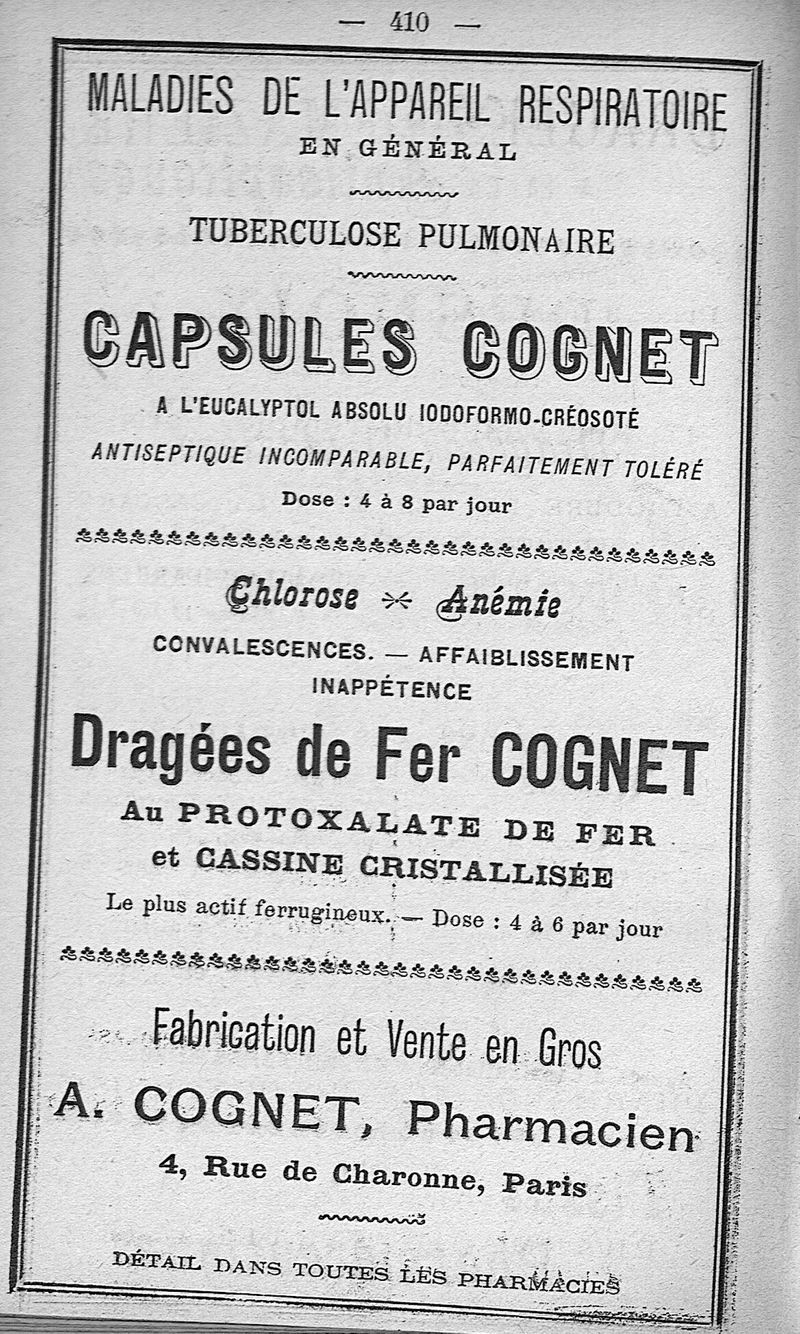 — 410 —
MALADIES DE L'APPAREIL RESPIRATOIRE
EN GÉNÉRAL
TUBERCULOSE PULMONAIRE
CAPSULES COGNET
A L'EUCALYPTOL ABSOLU IODOFORMO-CRÉOSOTÉ
ANTISEPTIQUE INCOMPARABLE, PARFAITEMENT TOLÉRÉ
Dose : 4 à 8 par jour
Chlorose Anémie
CONVALESCENCES. — AFFAIBLISSEMENT
INAPPÉTENCE
Dragées de Fer COGNET
Au PROTOXALATE DE FER
et CASSINE CRISTALLISÉE
Le plus actif ferrugineux. — Dose : 4 à 6 par jour
Fabrication et Vente en Gros
A. COGNET, Pharmacien
4, Rue de Charonne, Paris
DÉTAIL DANS TOUTES LES PHARMACIES